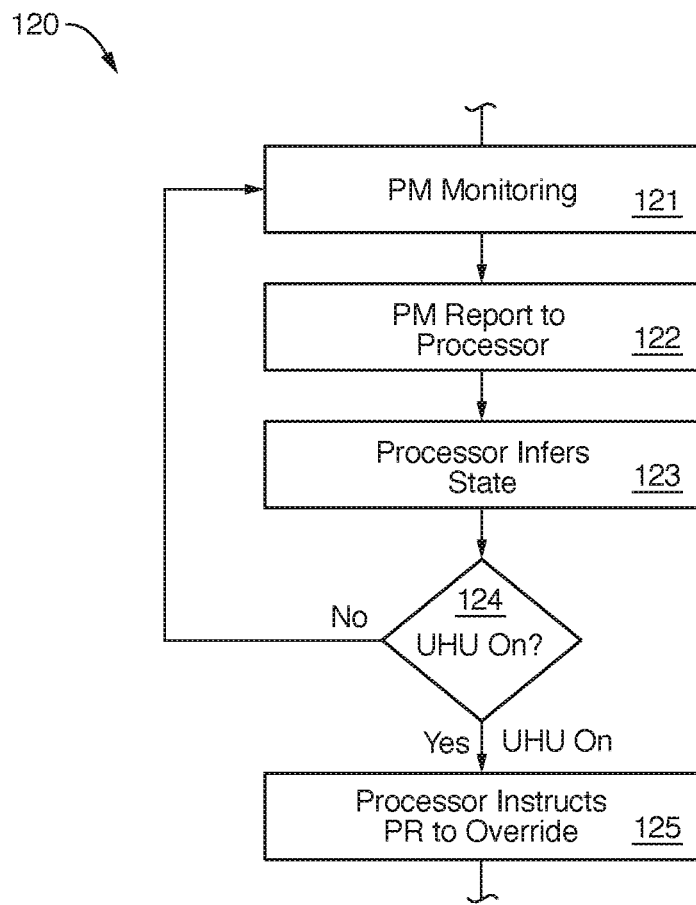 120
PM Monitoring
121
PM Report to
Processor
122
Processor Infers
State
123
124
UHU On?
No
Yes
UHU On
Processor Instructs
PR to Override
125